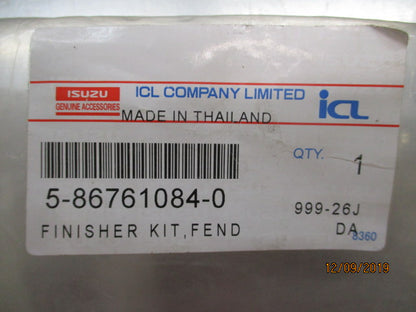 ISUZU
GENUINE ACCESSORIES
ICL COMPANY LIMITED
icL
MADE IN THAILAND
QTY. 1
5-86761084-0
999-26J
FINISHER KIT,FEND
DA
8360
12/09/2019